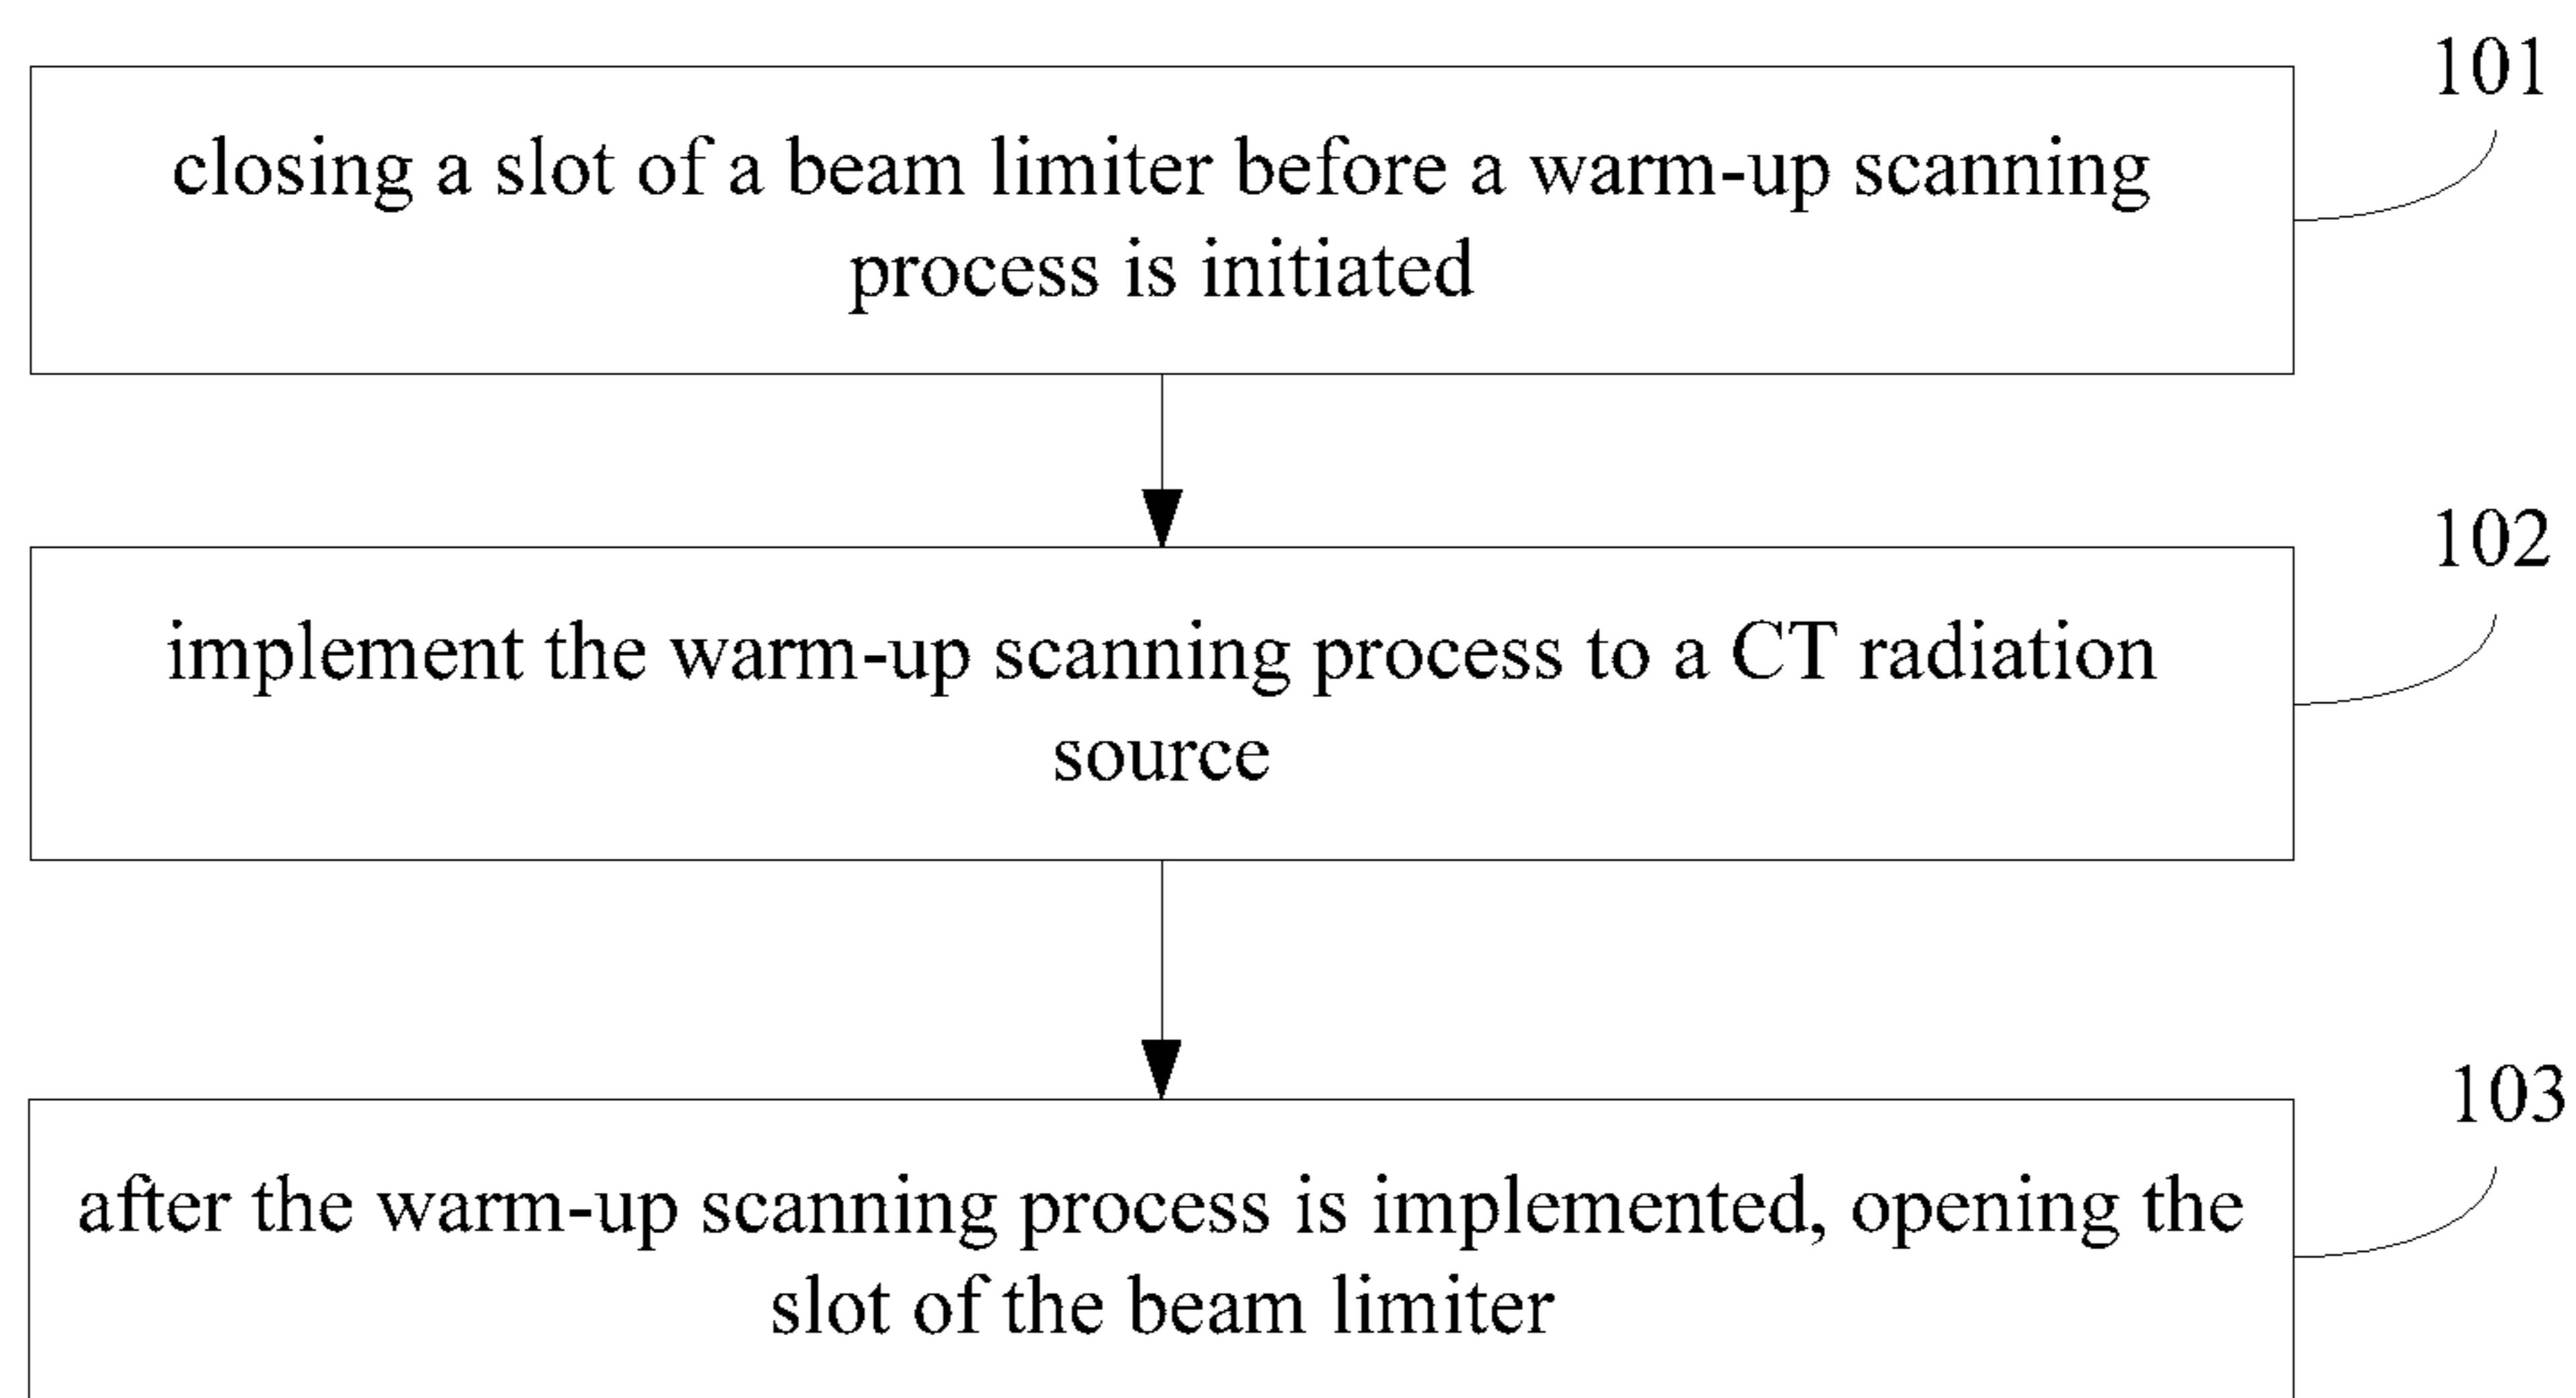 101
closing a slot of a beam limiter before a warm-up scanning
process is initiated
102
implement the warm-up scanning process to a CT radiation
source
103
after the warm-up scanning process is implemented, opening the
slot of the beam limiter